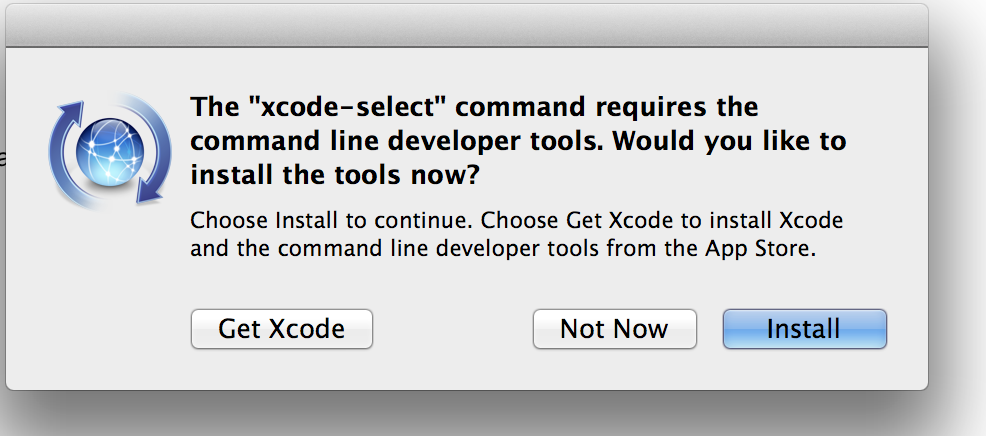 The "xcode-select" command requires the
command line developer tools. Would you like to
install the tools now?
Choose Install to continue. Choose Get Xcode to install Xcode
and the command line developer tools from the App Store.
Get Xcode
Not Now
Install